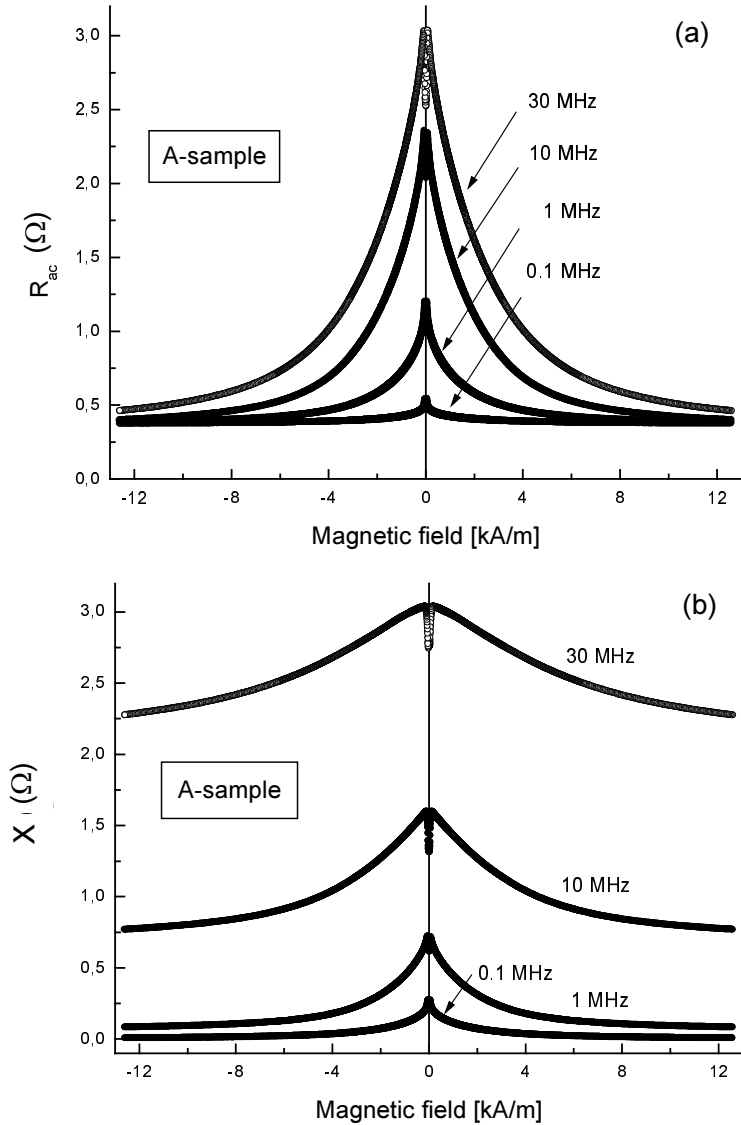 (a)
3,0
2,5
2,0
1,5
1,0
0,5
0,0
R_ac (Ω)
A-sample
30 MHz
10 MHz
1 MHz
0.1 MHz
-12 -8 -4 0 4 8 12
Magnetic field [kA/m]
(b)
3,0
2,5
2,0
1,5
1,0
0,5
0,0
X (Ω)
A-sample
30 MHz
10 MHz
0.1 MHz
1 MHz
-12 -8 -4 0 4 8 12
Magnetic field [kA/m]